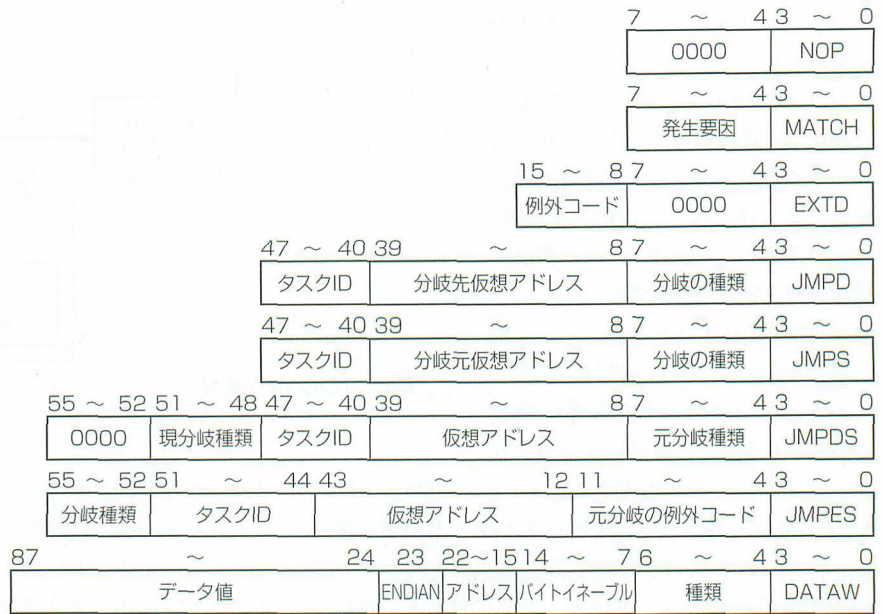 7 ～ 4 3 ～ 0
0000 NOP
7 ～ 4 3 ～ 0
発生要因 MATCH
15 ～ 8 7 ～ 4 3 ～ 0
例外コード 0000 EXTD
47 ～ 40 39 ～ 8 7 ～ 4 3 ～ 0
タスクID 分岐先仮想アドレス 分岐の種類 JMPD
47 ～ 40 39 ～ 8 7 ～ 4 3 ～ 0
タスクID 分岐元仮想アドレス 分岐の種類 JMPS
55 ～ 52 51 ～ 48 47 ～ 40 39 ～ 8 7 ～ 4 3 ～ 0
0000 現分岐種類 タスクID 仮想アドレス 元分岐種類 JMPDS
55 ～ 52 51 ～ 44 43 ～ 12 11 ～ 4 3 ～ 0
分岐種類 タスクID 仮想アドレス 元分岐の例外コード JMPES
87 ～ 24 23 22～15 14 ～ 7 6 ～ 4 3 ～ 0
データ値 ENDIAN アドレス バイトイネーブル 種類 DATAW